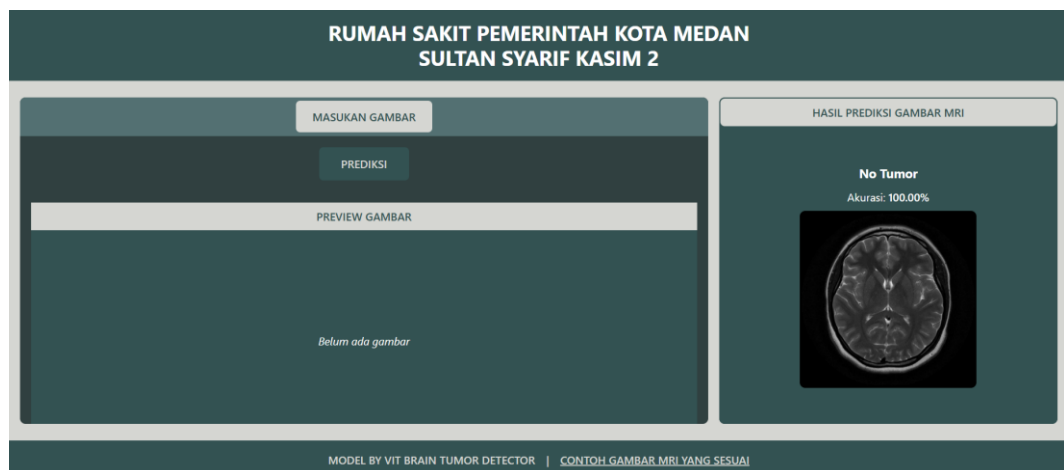 RUMAH SAKIT PEMERINTAH KOTA MEDAN
SULTAN SYARIF KASIM 2
MASUKAN GAMBAR
PREDIKSI
PREVIEW GAMBAR
Belum ada gambar
HASIL PREDIKSI GAMBAR MRI
No Tumor
Akurasi: 100.00%
MODEL BY VIT BRAIN TUMOR DETECTOR | CONTOH GAMBAR MRI YANG SESUAI